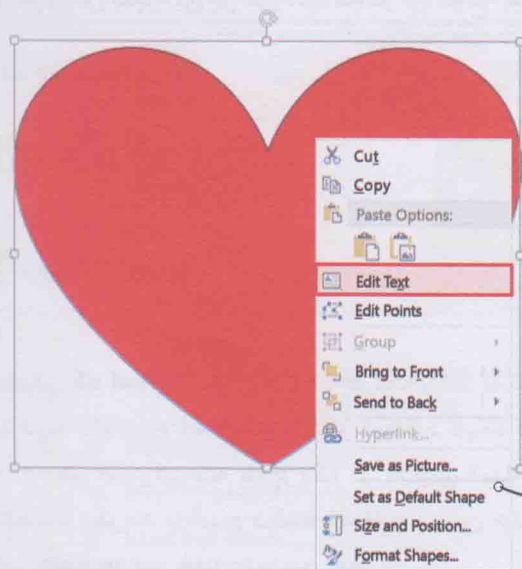 Cut
Copy
Paste Options:
Edit Text
Edit Points
Group
Bring to Front
Send to Back
Hyperlink...
Save as Picture...
Set as Default Shape
Size and Position...
Format Shapes...